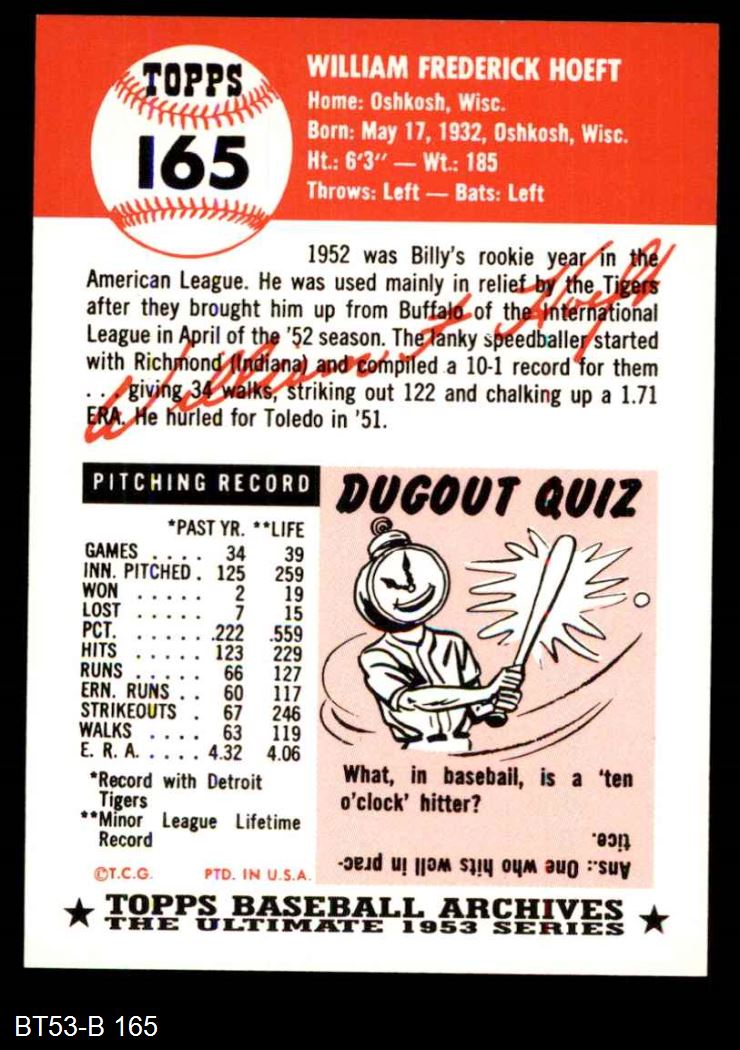 TOPPS
165
WILLIAM FREDERICK HOEFT
Home: Oshkosh, Wisc.
Born: May 17, 1932, Oshkosh, Wisc.
Ht.: 6'3" — Wt.: 185
Throws: Left — Bats: Left
1952 was Billy's rookie year in the
American League. He was used mainly in relief by the Tigers
after they brought him up from Buffalo of the International
League in April of the '52 season. The lanky speedballer started
with Richmond (Indiana) and compiled a 10-1 record for them
. . . giving 34 walks, striking out 122 and chalking up a 1.71
ERA. He hurled for Toledo in '51.
William F. Hoeft
PITCHING RECORD
*PAST YR. **LIFE
GAMES . . . . 34 39
INN. PITCHED . 125 259
WON . . . . . 2 19
LOST . . . . . 7 15
PCT. . . . . . .222 .559
HITS . . . . . 123 229
RUNS . . . . . 66 127
ERN. RUNS . . 60 117
STRIKEOUTS . 67 246
WALKS . . . . 63 119
E. R. A. . . . . 4.32 4.06
*Record with Detroit
Tigers
**Minor League Lifetime
Record
DUGOUT QUIZ
What, in baseball, is a 'ten
o'clock' hitter?
Ans.: One who hits well in prac-
tice.
©T.C.G. PTD. IN U.S.A.
★ TOPPS BASEBALL ARCHIVES ★
THE ULTIMATE 1953 SERIES
BT53-B 165